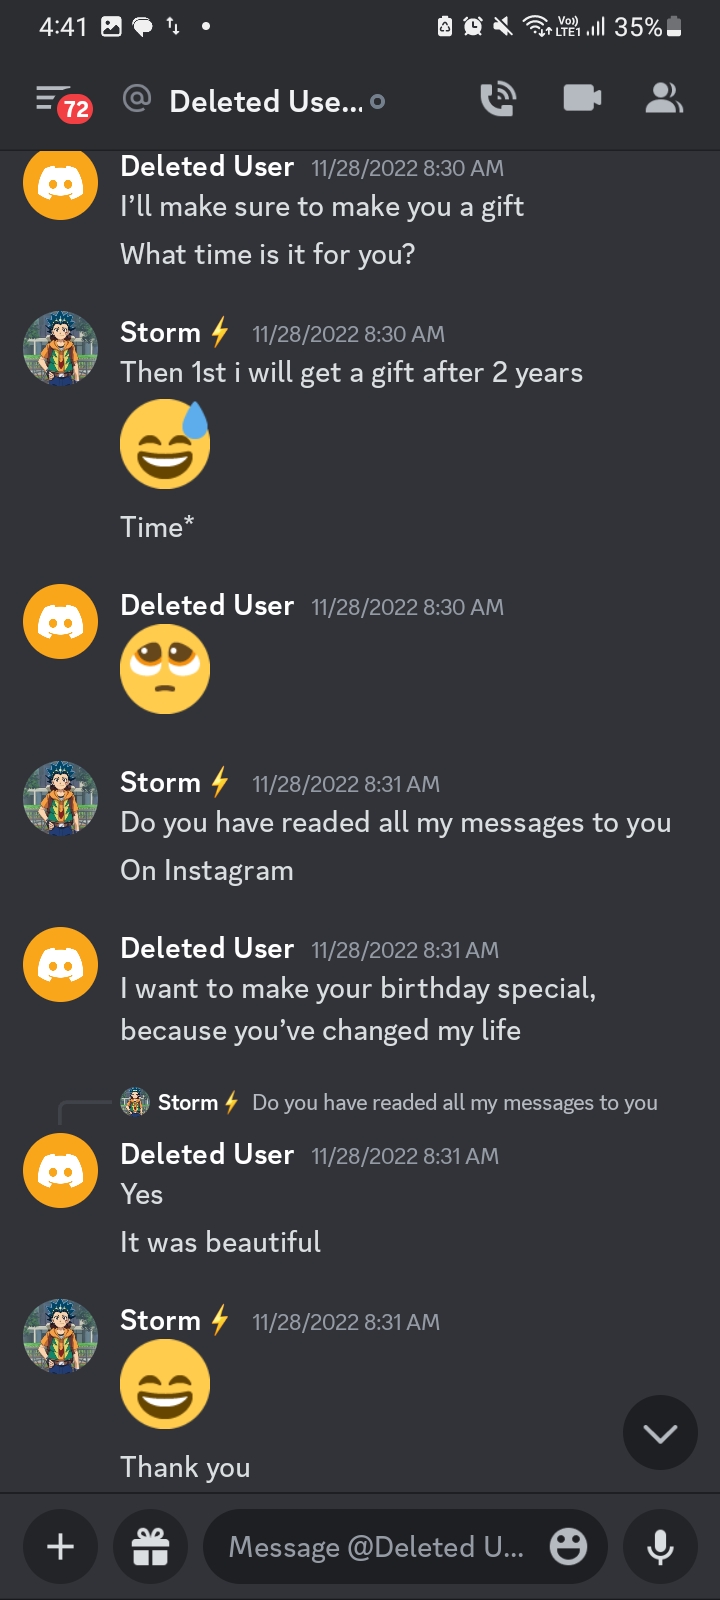 4:41
Vo))
LTE1
35%
72
Deleted Use...
Deleted User 11/28/2022 8:30 AM
I’ll make sure to make you a gift
What time is it for you?
Storm⚡ 11/28/2022 8:30 AM
Then 1st i will get a gift after 2 years
😅
Time*
Deleted User 11/28/2022 8:30 AM
🥺
Storm⚡ 11/28/2022 8:31 AM
Do you have readed all my messages to you
On Instagram
Deleted User 11/28/2022 8:31 AM
I want to make your birthday special,
because you’ve changed my life
Storm⚡ Do you have readed all my messages to you
Deleted User 11/28/2022 8:31 AM
Yes
It was beautiful
Storm⚡ 11/28/2022 8:31 AM
😄
Thank you
Message @Deleted U...